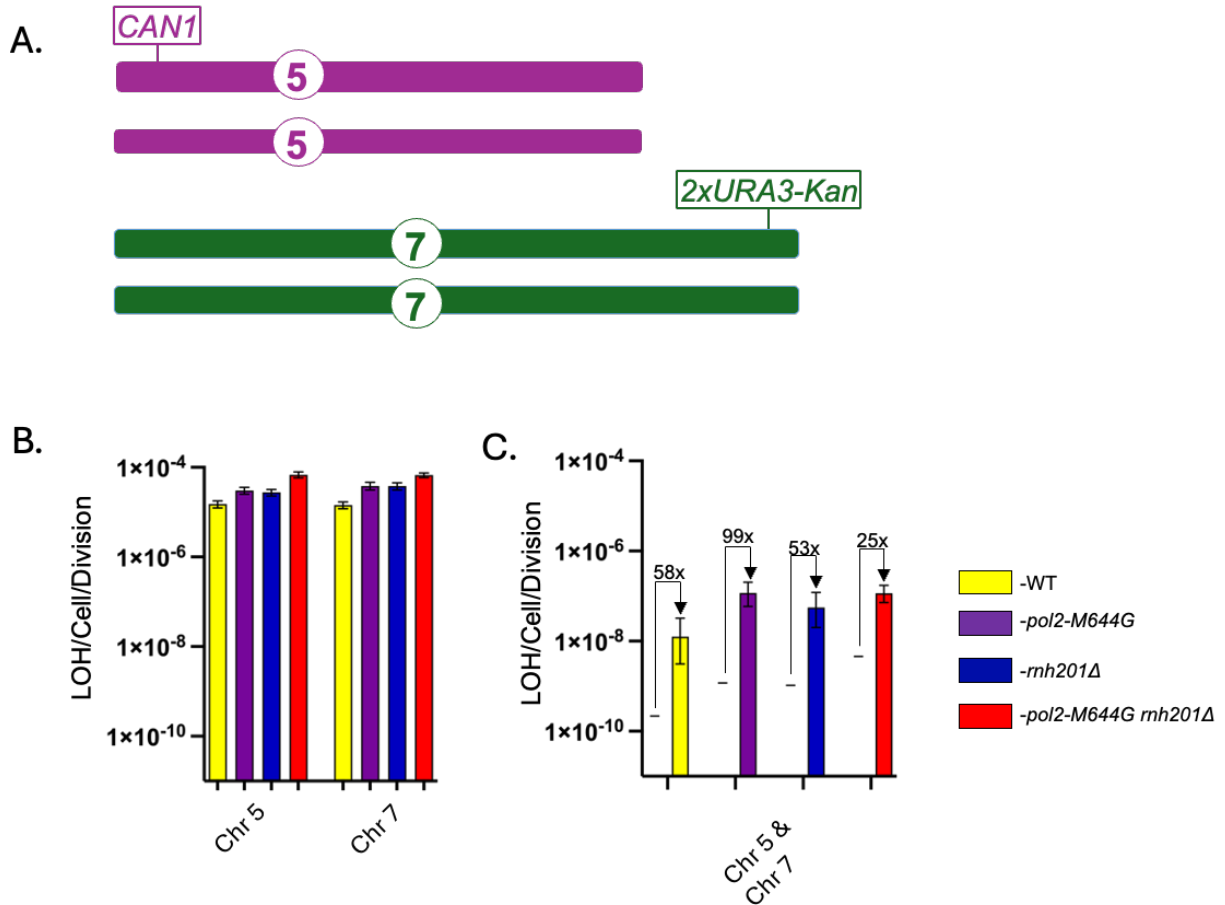 A.
CAN1
5
5
2xURA3-Kan
7
7
B.
LOH/Cell/Division
1×10⁻⁴
1×10⁻⁶
1×10⁻⁸
1×10⁻¹⁰
Chr 5
Chr 7
C.
LOH/Cell/Division
1×10⁻⁴
1×10⁻⁶
1×10⁻⁸
1×10⁻¹⁰
58x
99x
53x
25x
Chr 5 &
Chr 7
-WT
-pol2-M644G
-rnh201Δ
-pol2-M644G rnh201Δ